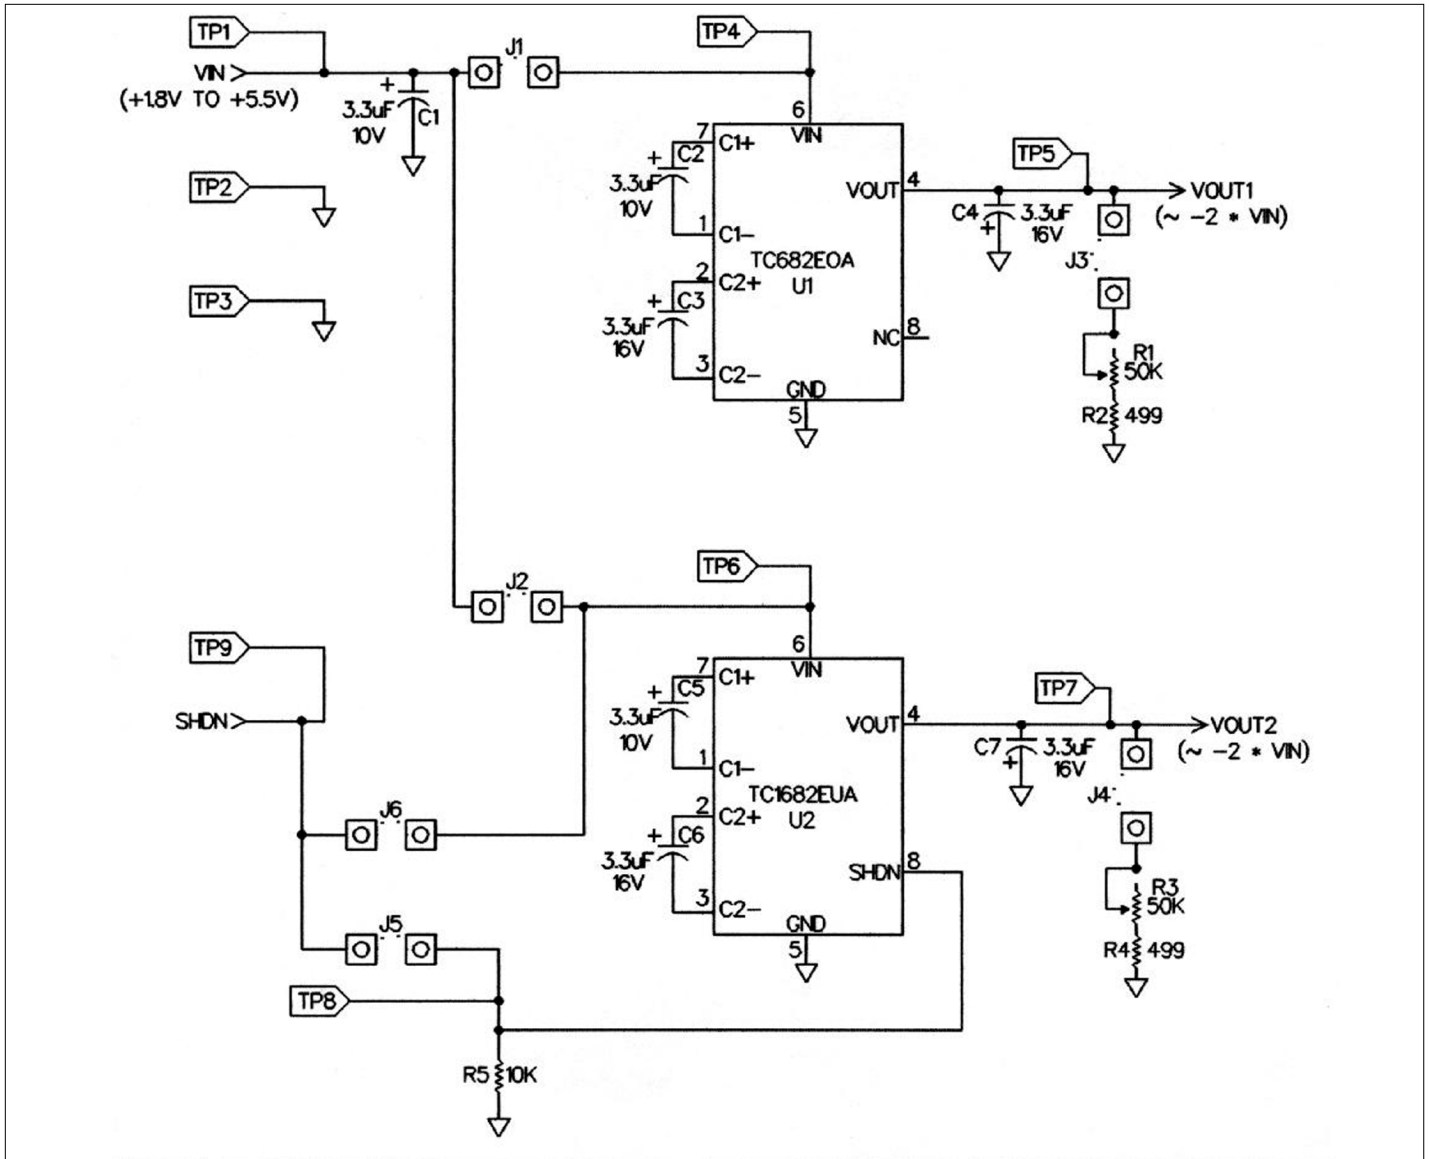 TP1
VIN
(+1.8V TO +5.5V)
+
3.3uF
10V
C1
J1
TP4
TP2
TP3
6
VIN
7
C1+
+
C2
3.3uF
10V
1
C1-
2
C2+
+
C3
3.3uF
16V
3
C2-
TC682EOA
U1
VOUT
4
NC
8
GND
5
TP5
C4
3.3uF
16V
+
VOUT1
(~ -2 * VIN)
J3
R1
50K
R2
499
J2
TP6
TP9
SHDN
J6
J5
TP8
R5
10K
6
VIN
7
C1+
+
C5
3.3uF
10V
1
C1-
2
C2+
+
C6
3.3uF
16V
3
C2-
TC1682EUA
U2
VOUT
4
SHDN
8
GND
5
TP7
C7
3.3uF
16V
+
VOUT2
(~ -2 * VIN)
J4
R3
50K
R4
499